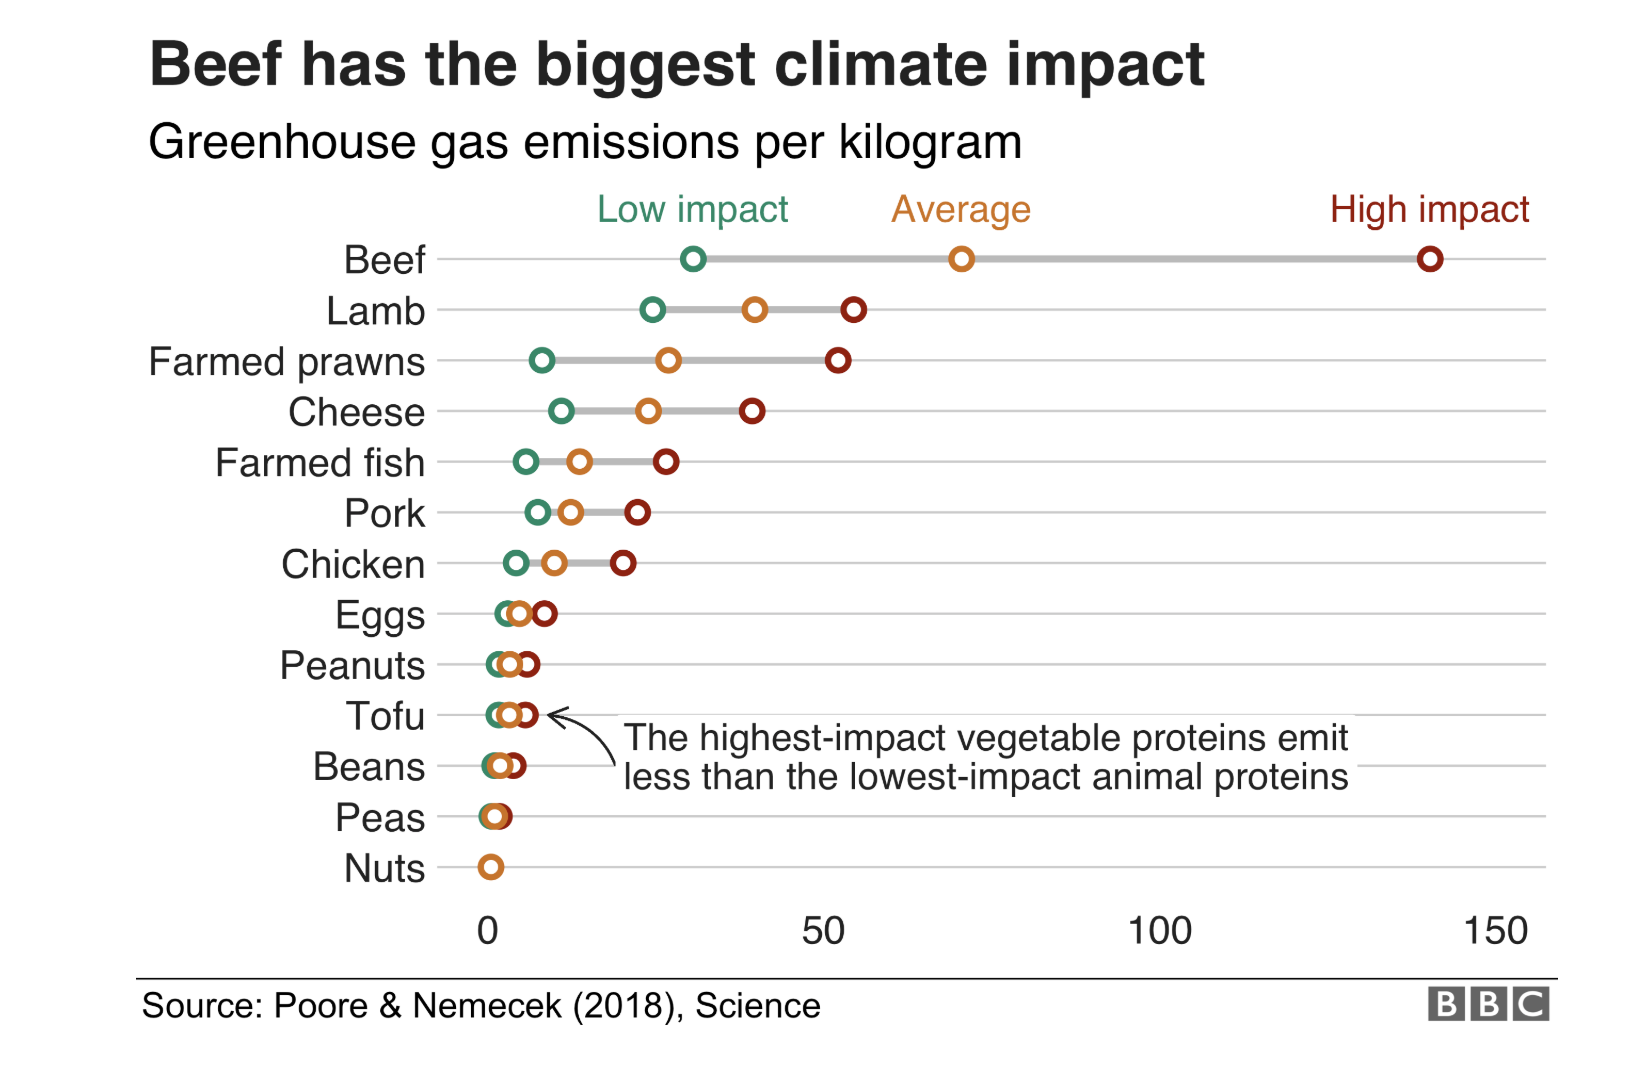 Beef has the biggest climate impact
Greenhouse gas emissions per kilogram
Low impact Average High impact
Beef
Lamb
Farmed prawns
Cheese
Farmed fish
Pork
Chicken
Eggs
Peanuts
Tofu
The highest-impact vegetable proteins emit
less than the lowest-impact animal proteins
Beans
Peas
Nuts
0 50 100 150
Source: Poore & Nemecek (2018), Science
BBC